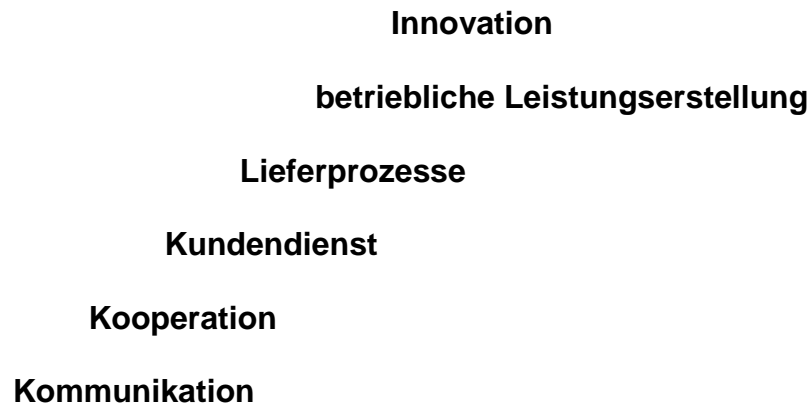 Innovation
betriebliche Leistungserstellung
Lieferprozesse
Kundendienst
Kooperation
Kommunikation